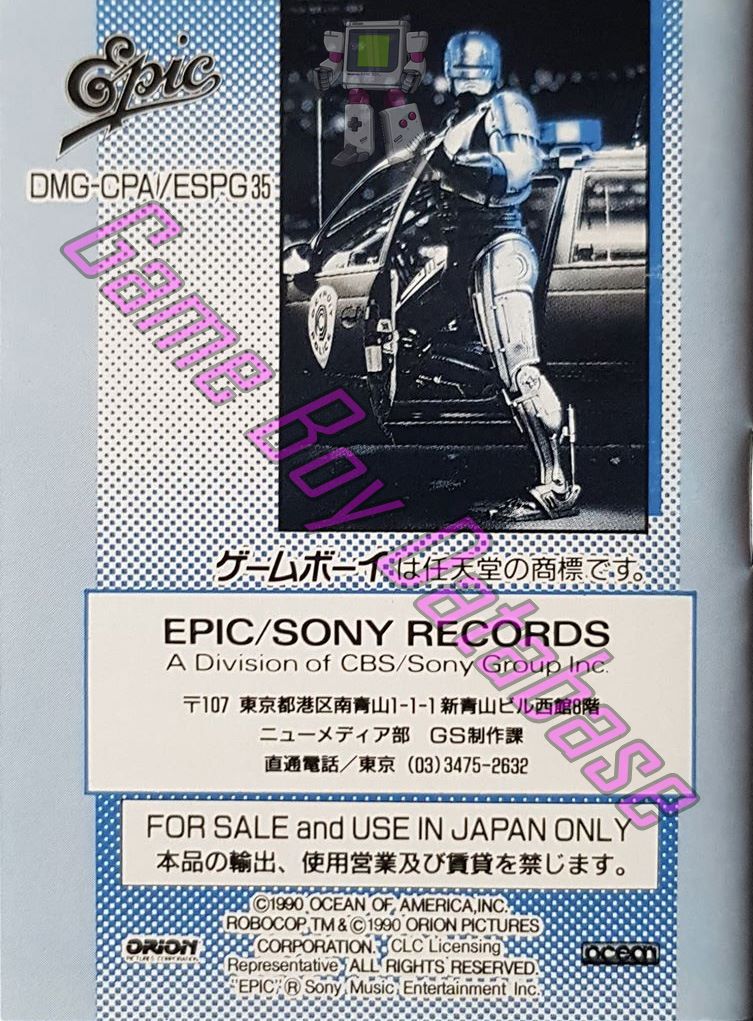 Epic
DMG-CPAJ/ESPG 35
ゲームボーイは任天堂の商標です。
EPIC/SONY RECORDS
A Division of CBS/Sony Group Inc.
〒107 東京都港区南青山1-1-1 新青山ビル西館8階
ニューメディア部 GS制作課
直通電話／東京 (03)3475-2632
FOR SALE and USE IN JAPAN ONLY
本品の輸出、使用営業及び賃貸を禁じます。
©1990 OCEAN OF AMERICA,INC.
ROBOCOP TM & © 1990 ORION PICTURES
CORPORATION. CLC Licensing
Representative ALL RIGHTS RESERVED.
"EPIC" ® Sony Music Entertainment Inc.
ORION
PICTURES CORPORATION
ocean
Game Boy Database